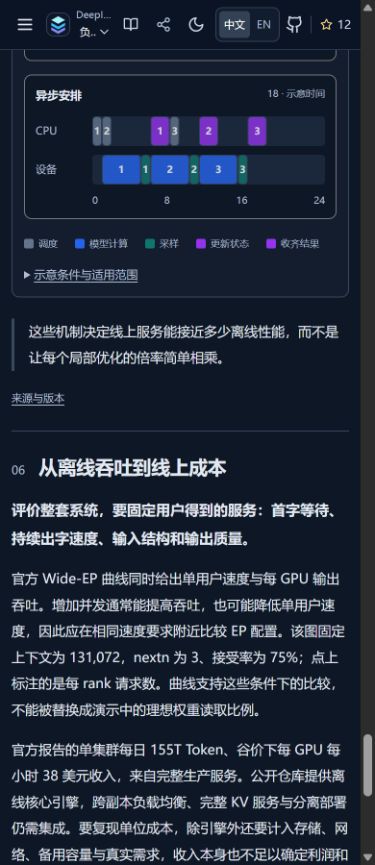 Deepl...
负..
中文
EN
12
异步安排
18 · 示意时间
CPU
1 2 1 3 2 3
设备
1 1 2 2 3 3
0 8 16 24
调度 模型计算 采样 更新状态 收齐结果
示意条件与适用范围
这些机制决定线上服务能接近多少离线性能，而不是
让每个局部优化的倍率简单相乘。
来源与版本
06 从离线吞吐到线上成本
评价整套系统，要固定用户得到的服务：首字等待、
持续出字速度、输入结构和输出质量。
官方 Wide-EP 曲线同时给出单用户速度与每 GPU 输出
吞吐。增加并发通常能提高吞吐，也可能降低单用户速
度，因此应在相同速度要求附近比较 EP 配置。该图固定
上下文为 131,072，nextn 为 3、接受率为 75%；点上
标注的是每 rank 请求数。曲线支持这些条件下的比较，
不能被替换成演示中的理想权重读取比例。
官方报告的单集群每日 155T Token、谷价下每 GPU 每
小时 38 美元收入，来自完整生产服务。公开仓库提供离
线核心引擎，跨副本负载均衡、完整 KV 服务与分离部署
仍需集成。要复现单位成本，除引擎外还要计入存储、网
络、备用容量与真实需求，收入本身也不足以确定利润和